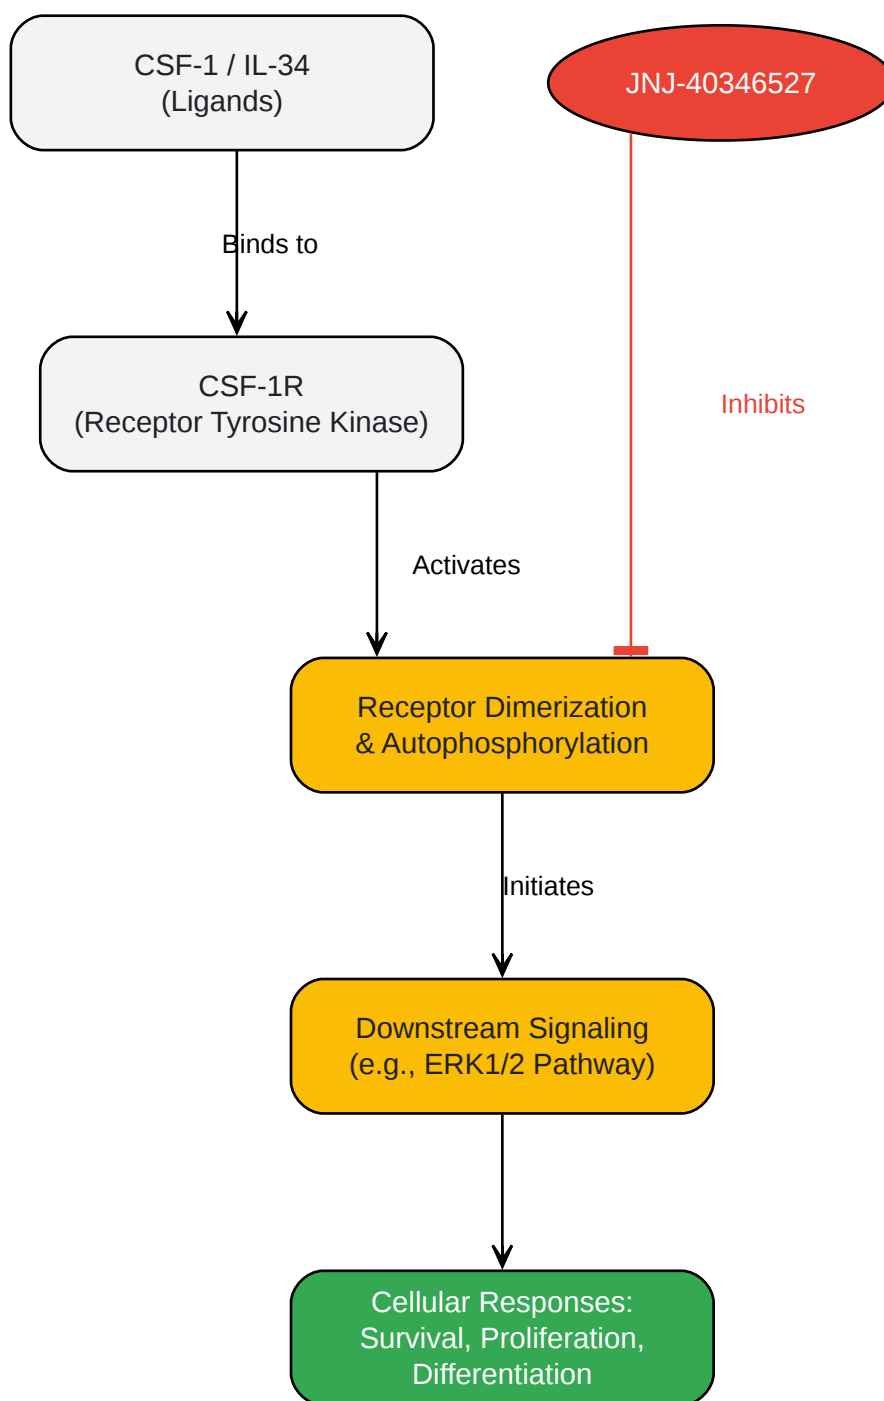 CSF-1 / IL-34
(Ligands)
JNJ-40346527
Binds to
CSF-1R
(Receptor Tyrosine Kinase)
Inhibits
Activates
Receptor Dimerization
& Autophosphorylation
Initiates
Downstream Signaling
(e.g., ERK1/2 Pathway)
Cellular Responses:
Survival, Proliferation,
Differentiation